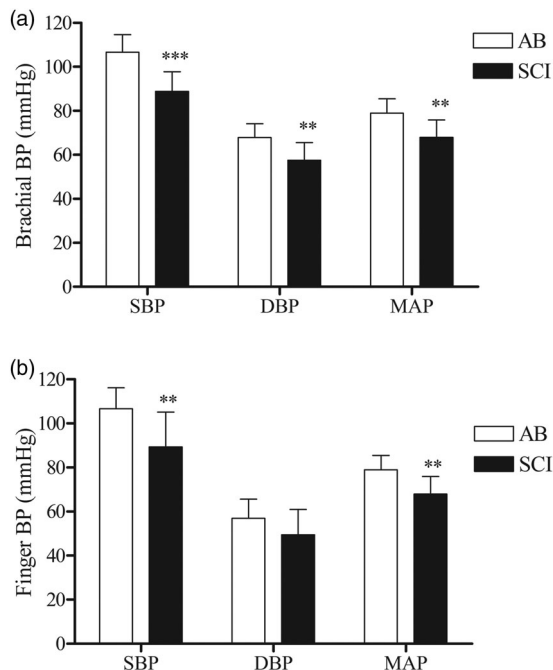 (a)
120
100
80
60
40
20
0
Brachial BP (mmHg)
***
**
**
SBP
DBP
MAP
AB
SCI
(b)
120
100
80
60
40
20
0
Finger BP (mmHg)
**
**
SBP
DBP
MAP
AB
SCI